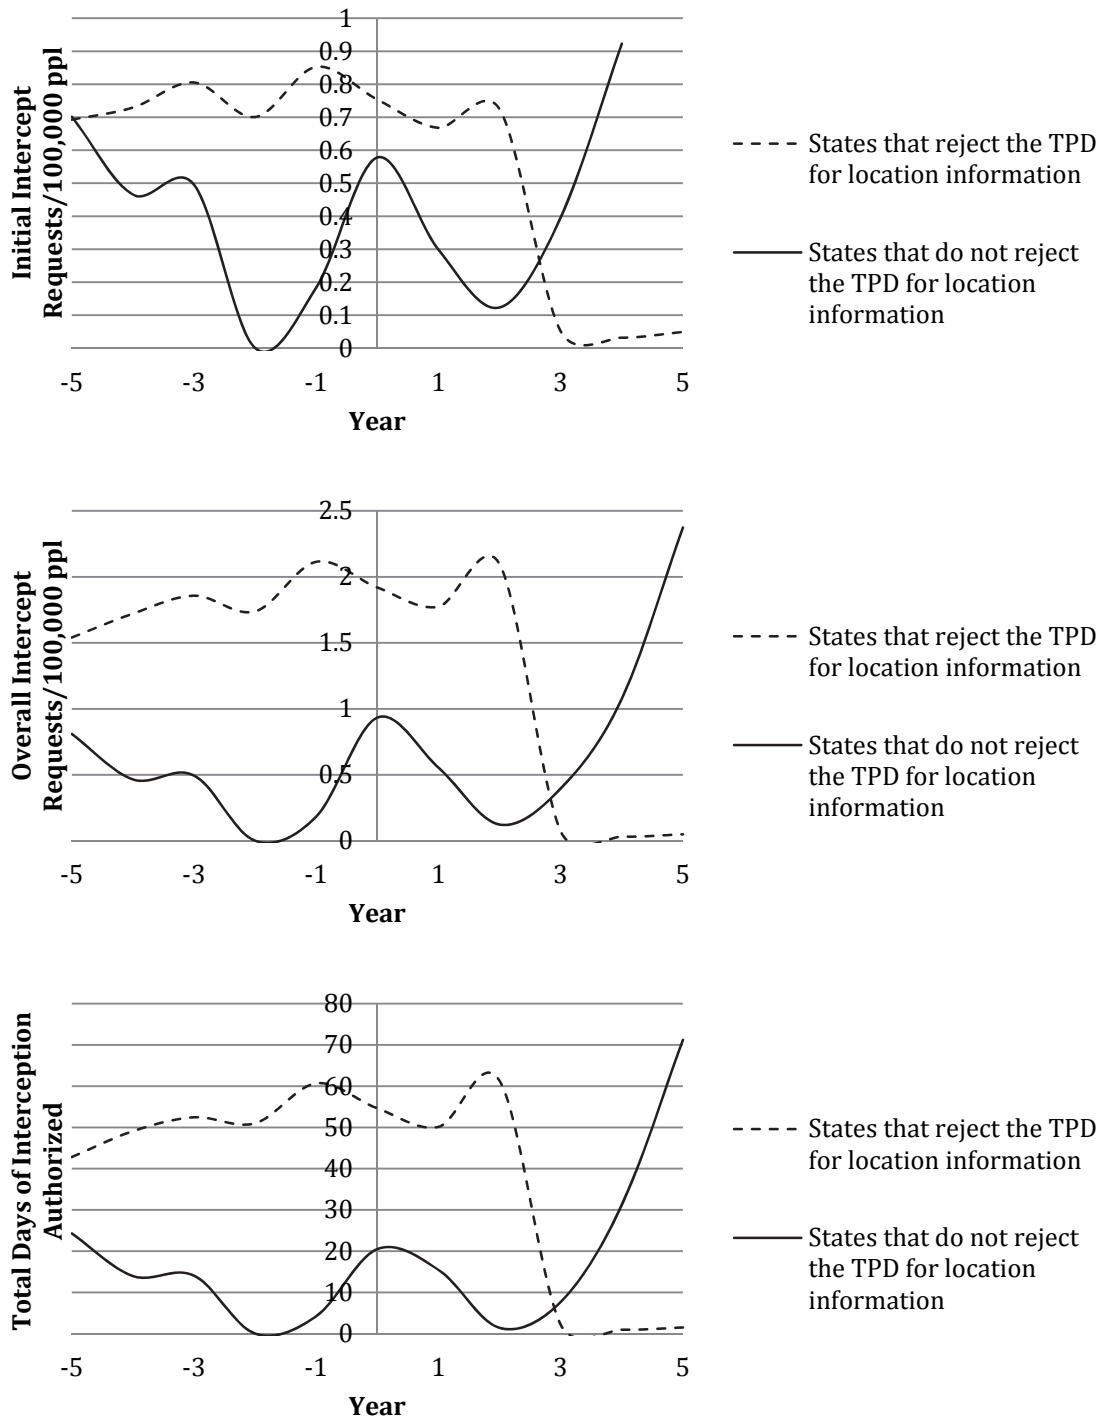 Initial Intercept
Requests/100,000 ppl
1
0.9
0.8
0.7
0.6
0.5
0.4
0.3
0.2
0.1
0
-5 -3 -1 1 3 5
Year
States that reject the TPD
for location information
States that do not reject
the TPD for location
information
Overall Intercept
Requests/100,000 ppl
2.5
2
1.5
1
0.5
0
-5 -3 -1 1 3 5
Year
States that reject the TPD
for location information
States that do not reject
the TPD for location
information
Total Days of Interception
Authorized
80
70
60
50
40
30
20
10
0
-5 -3 -1 1 3 5
Year
States that reject the TPD
for location information
States that do not reject
the TPD for location
information